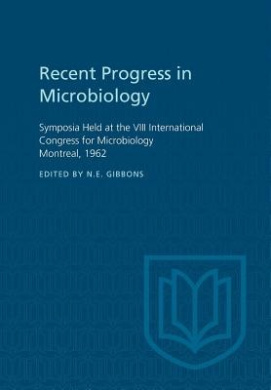 Recent Progress in
Microbiology
Symposia Held at the VIII International
Congress for Microbiology
Montreal, 1962
EDITED BY N.E. GIBBONS